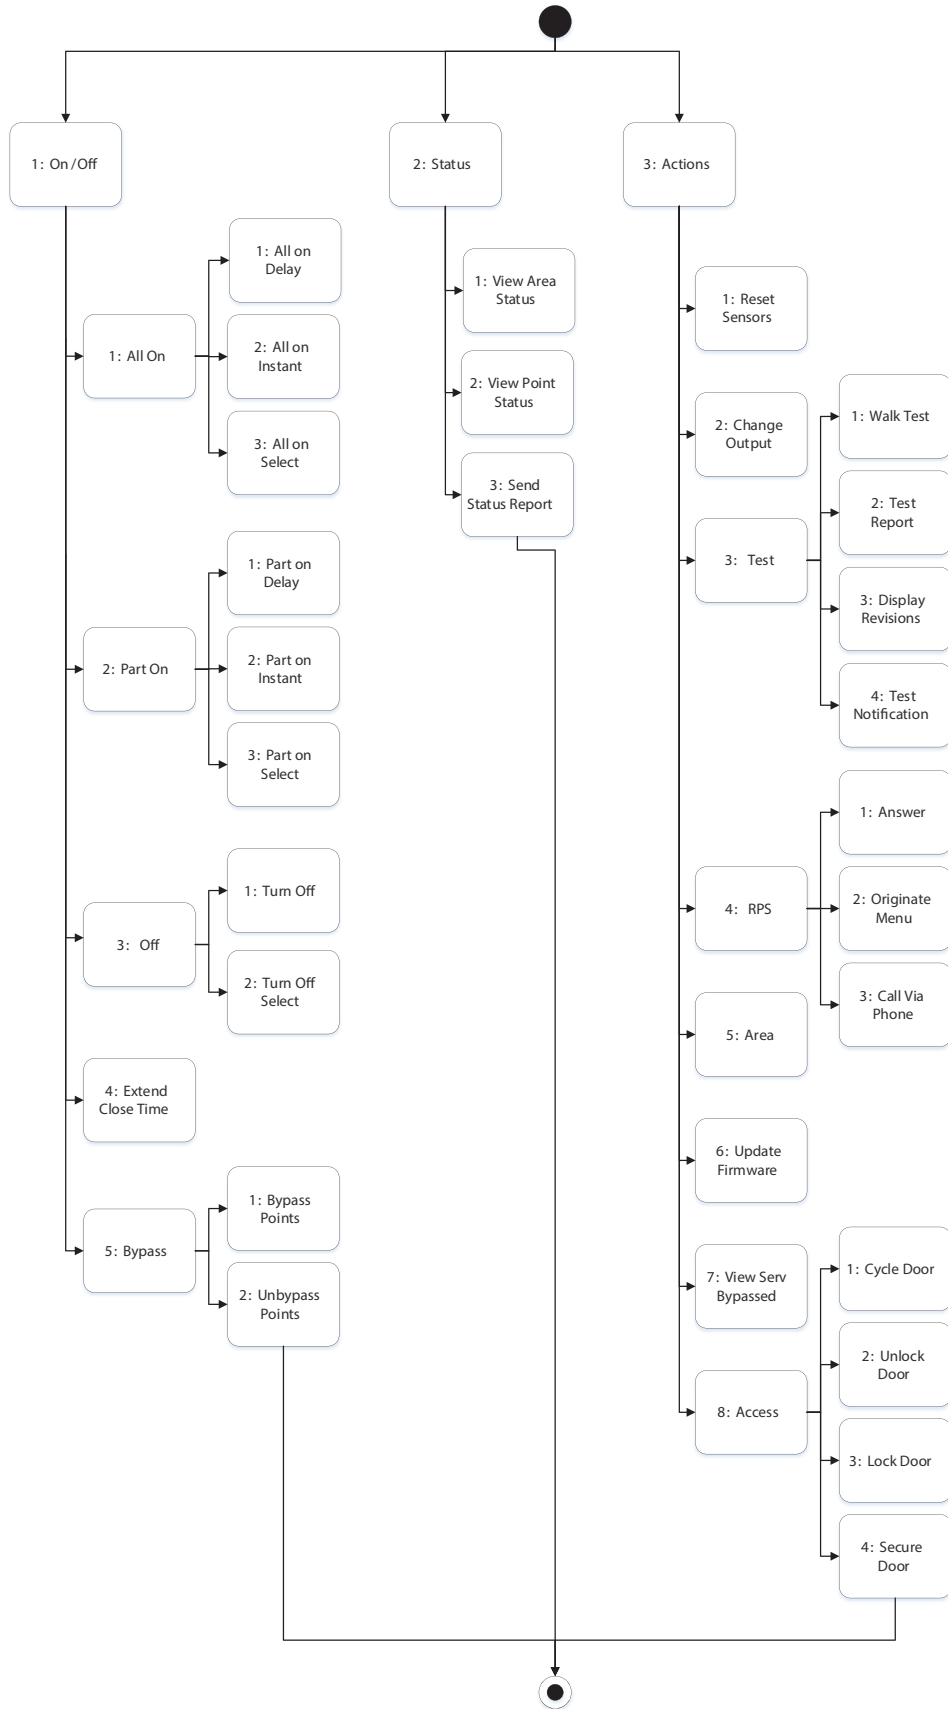 1: On/Off
2: Status
3: Actions
1: All On
1: All on
Delay
2: All on
Instant
3: All on
Select
2: Part On
1: Part on
Delay
2: Part on
Instant
3: Part on
Select
3: Off
1: Turn Off
2: Turn Off
Select
4: Extend
Close Time
5: Bypass
1: Bypass
Points
2: Unbypass
Points
1: View Area
Status
2: View Point
Status
3: Send
Status Report
1: Reset
Sensors
2: Change
Output
3: Test
1: Walk Test
2: Test
Report
3: Display
Revisions
4: Test
Notification
4: RPS
1: Answer
2: Originate
Menu
3: Call Via
Phone
5: Area
6: Update
Firmware
7: View Serv
Bypassed
8: Access
1: Cycle Door
2: Unlock
Door
3: Lock Door
4: Secure
Door